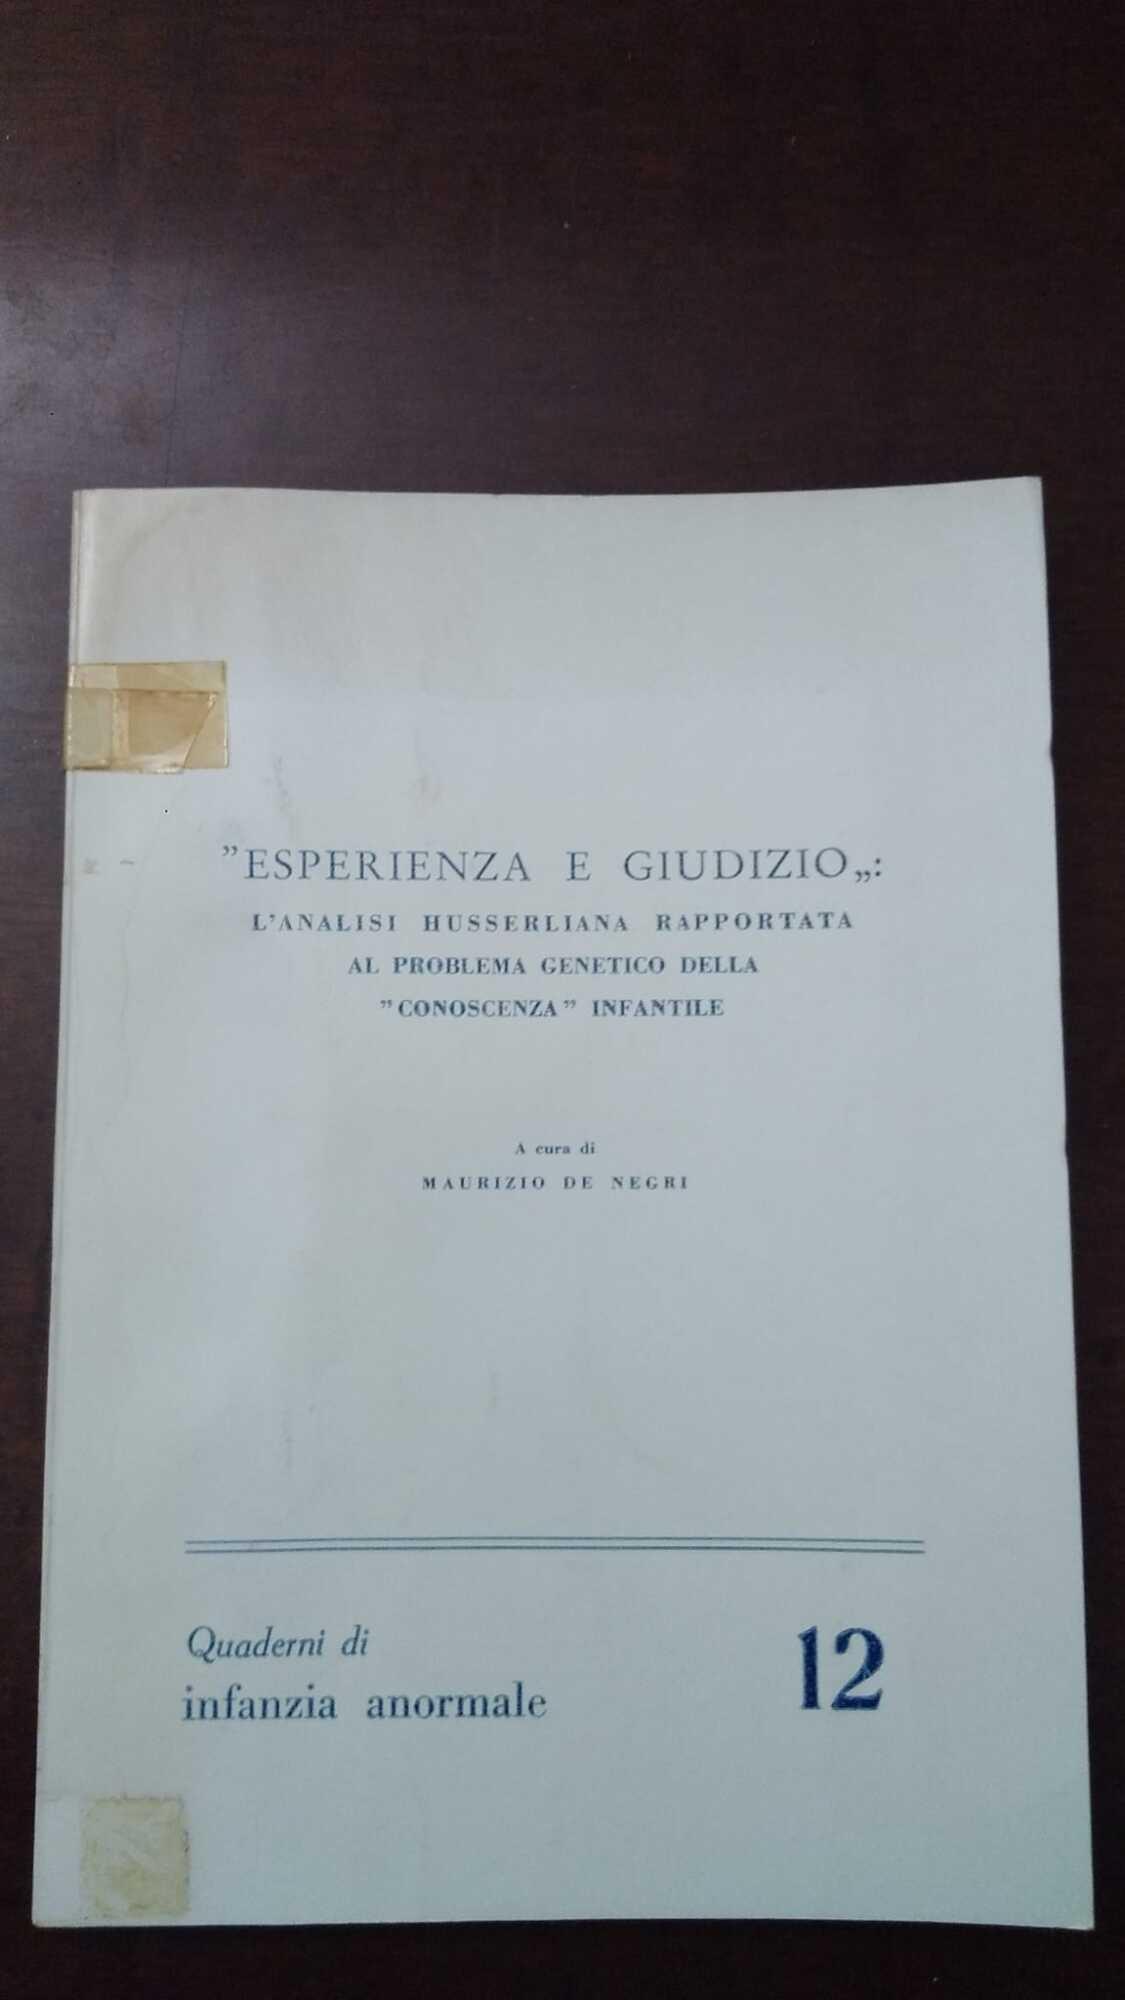 ”ESPERIENZA E GIUDIZIO„:
L’ANALISI HUSSERLIANA RAPPORTATA
AL PROBLEMA GENETICO DELLA
”CONOSCENZA” INFANTILE
A cura di
MAURIZIO DE NEGRI
Quaderni di
infanzia anormale
12